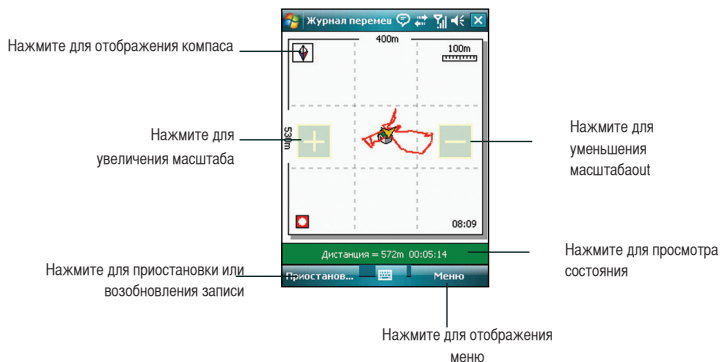 Журнал перемещ
Нажмите для отображения компаса
400m
100m
530m
Нажмите для
увеличения масштаба
Нажмите для
уменьшения
масштабаout
08:09
Дистанция = 572m 00:05:14
Нажмите для просмотра
состояния
Нажмите для приостановки или
возобновления записи
Приостанов...
Меню
Нажмите для отображения
меню